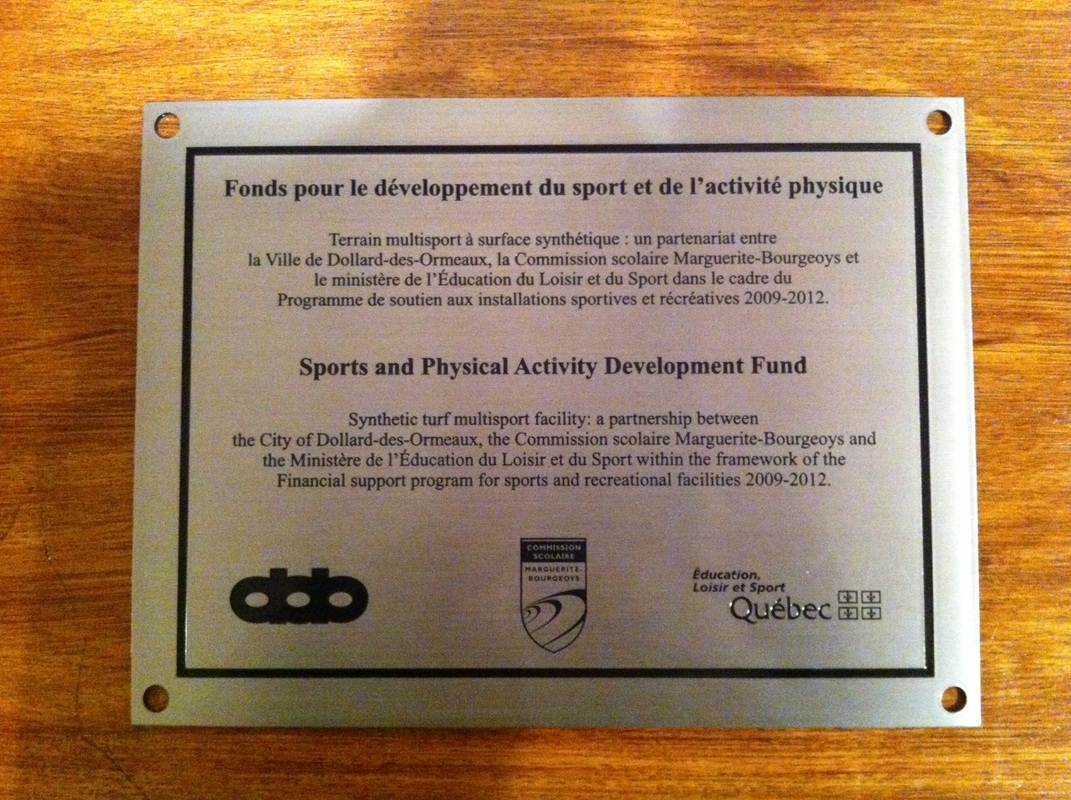 Fonds pour le développement du sport et de l'activité physique
Terrain multisport à surface synthétique : un partenariat entre
la Ville de Dollard-des-Ormeaux, la Commission scolaire Marguerite-Bourgeoys et
le ministère de l'Éducation du Loisir et du Sport dans le cadre du
Programme de soutien aux installations sportives et récréatives 2009-2012.
Sports and Physical Activity Development Fund
Synthetic turf multisport facility: a partnership between
the City of Dollard-des-Ormeaux, the Commission scolaire Marguerite-Bourgeoys and
the Ministère de l'Éducation du Loisir et du Sport within the framework of the
Financial support program for sports and recreational facilities 2009-2012.
ddo
COMMISSION
SCOLAIRE
MARGUERITE-
BOURGEOYS
Éducation,
Loisir et Sport
Québec